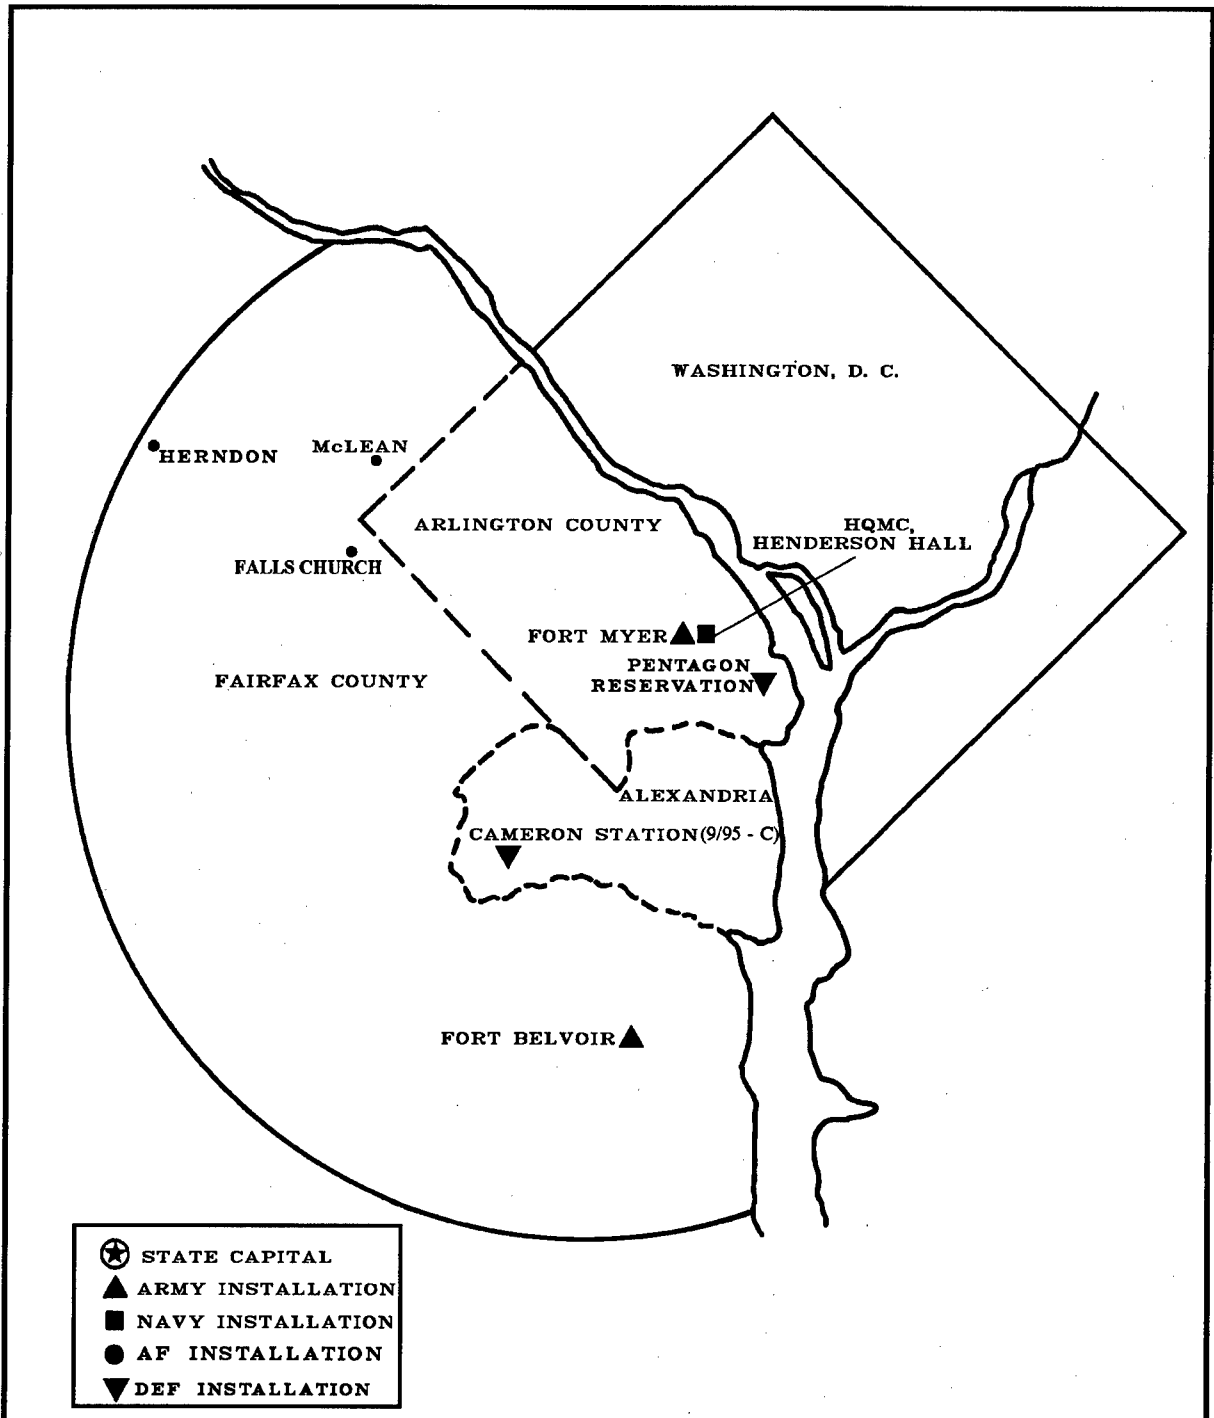 WASHINGTON, D. C.
HERNDON
McLEAN
ARLINGTON COUNTY
HQMC,
HENDERSON HALL
FALLS CHURCH
FORT MYER
PENTAGON
RESERVATION
FAIRFAX COUNTY
ALEXANDRIA
CAMERON STATION(9/95 - C)
FORT BELVOIR
STATE CAPITAL
ARMY INSTALLATION
NAVY INSTALLATION
AF INSTALLATION
DEF INSTALLATION